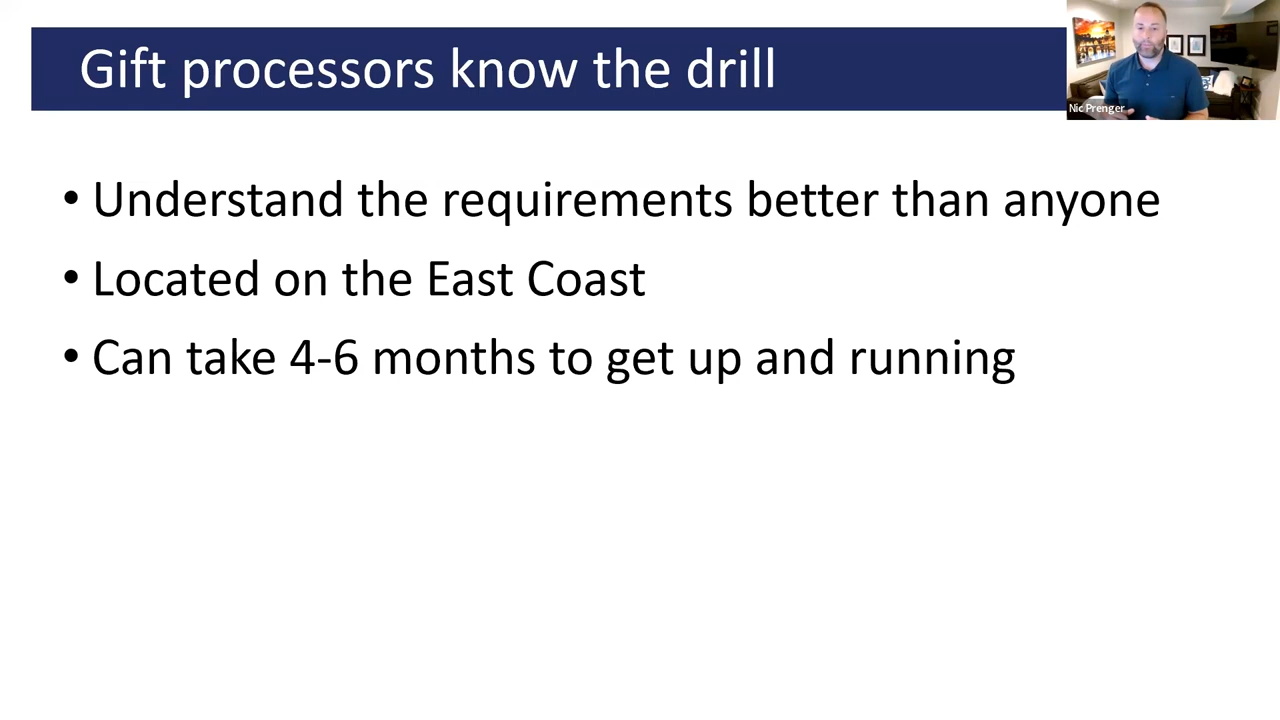 Gift processors know the drill
Nic Prenger
• Understand the requirements better than anyone
• Located on the East Coast
• Can take 4-6 months to get up and running